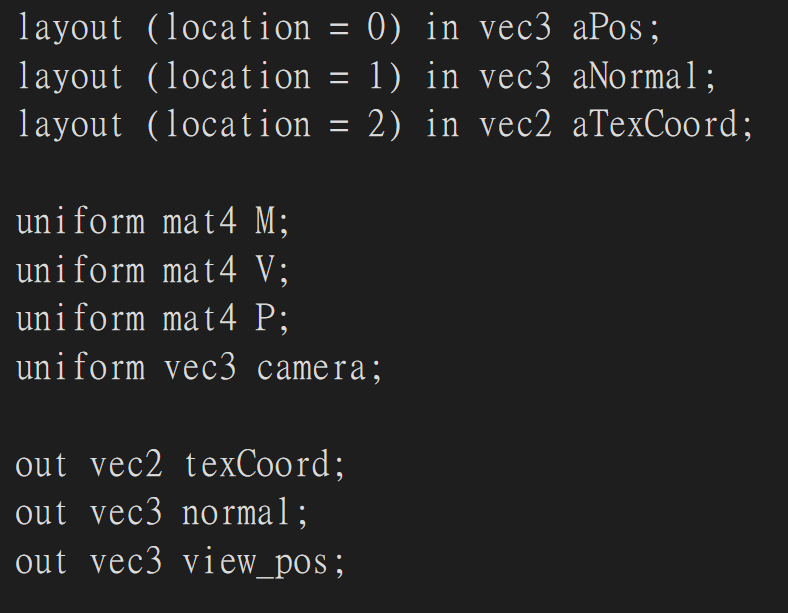 layout (location = 0) in vec3 aPos;
layout (location = 1) in vec3 aNormal;
layout (location = 2) in vec2 aTexCoord;
uniform mat4 M;
uniform mat4 V;
uniform mat4 P;
uniform vec3 camera;
out vec2 texCoord;
out vec3 normal;
out vec3 view_pos;